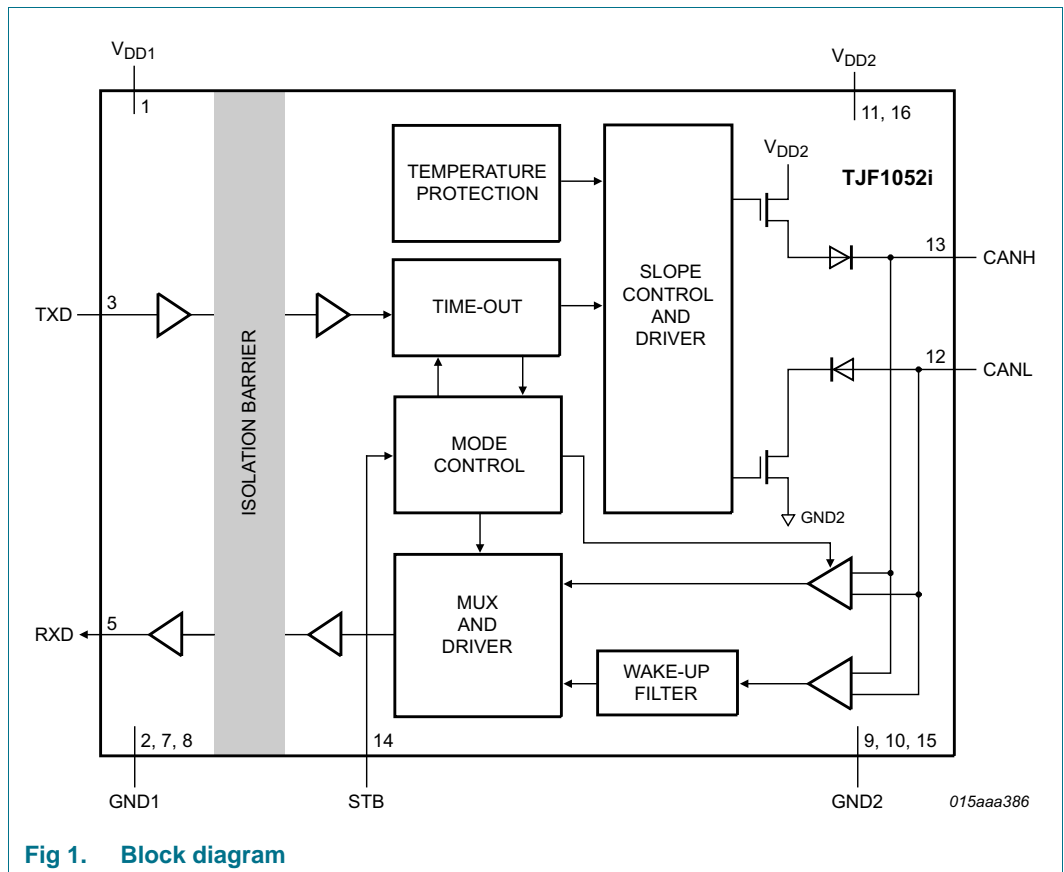 VDD1
VDD2
1
11, 16
TEMPERATURE
PROTECTION
VDD2
TJF1052i
13
CANH
SLOPE
CONTROL
AND
DRIVER
TXD
3
TIME-OUT
12
CANL
ISOLATION BARRIER
MODE
CONTROL
GND2
MUX
AND
DRIVER
RXD
5
WAKE-UP
FILTER
2, 7, 8
14
9, 10, 15
GND1
STB
GND2
015aaa386
Fig 1. Block diagram